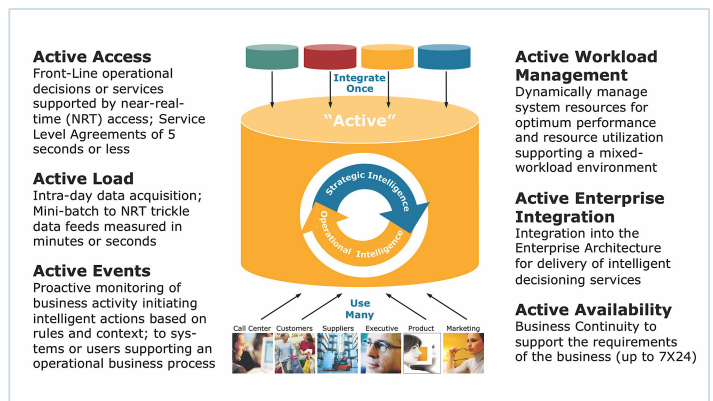 Active Access
Front-Line operational
decisions or services
supported by near-real-
time (NRT) access; Service
Level Agreements of 5
seconds or less
Active Load
Intra-day data acquisition;
Mini-batch to NRT trickle
data feeds measured in
minutes or seconds
Active Events
Proactive monitoring of
business activity initiating
intelligent actions based on
rules and context; to sys-
tems or users supporting an
operational business process
Integrate
Once
“Active”
Strategic Intelligence
Operational Intelligence
Use
Many
Call Center Customers Suppliers Executive Product Marketing
Active Workload
Management
Dynamically manage
system resources for
optimum performance
and resource utilization
supporting a mixed-
workload environment
Active Enterprise
Integration
Integration into the
Enterprise Architecture
for delivery of intelligent
decisioning services
Active Availability
Business Continuity to
support the requirements
of the business (up to 7X24)